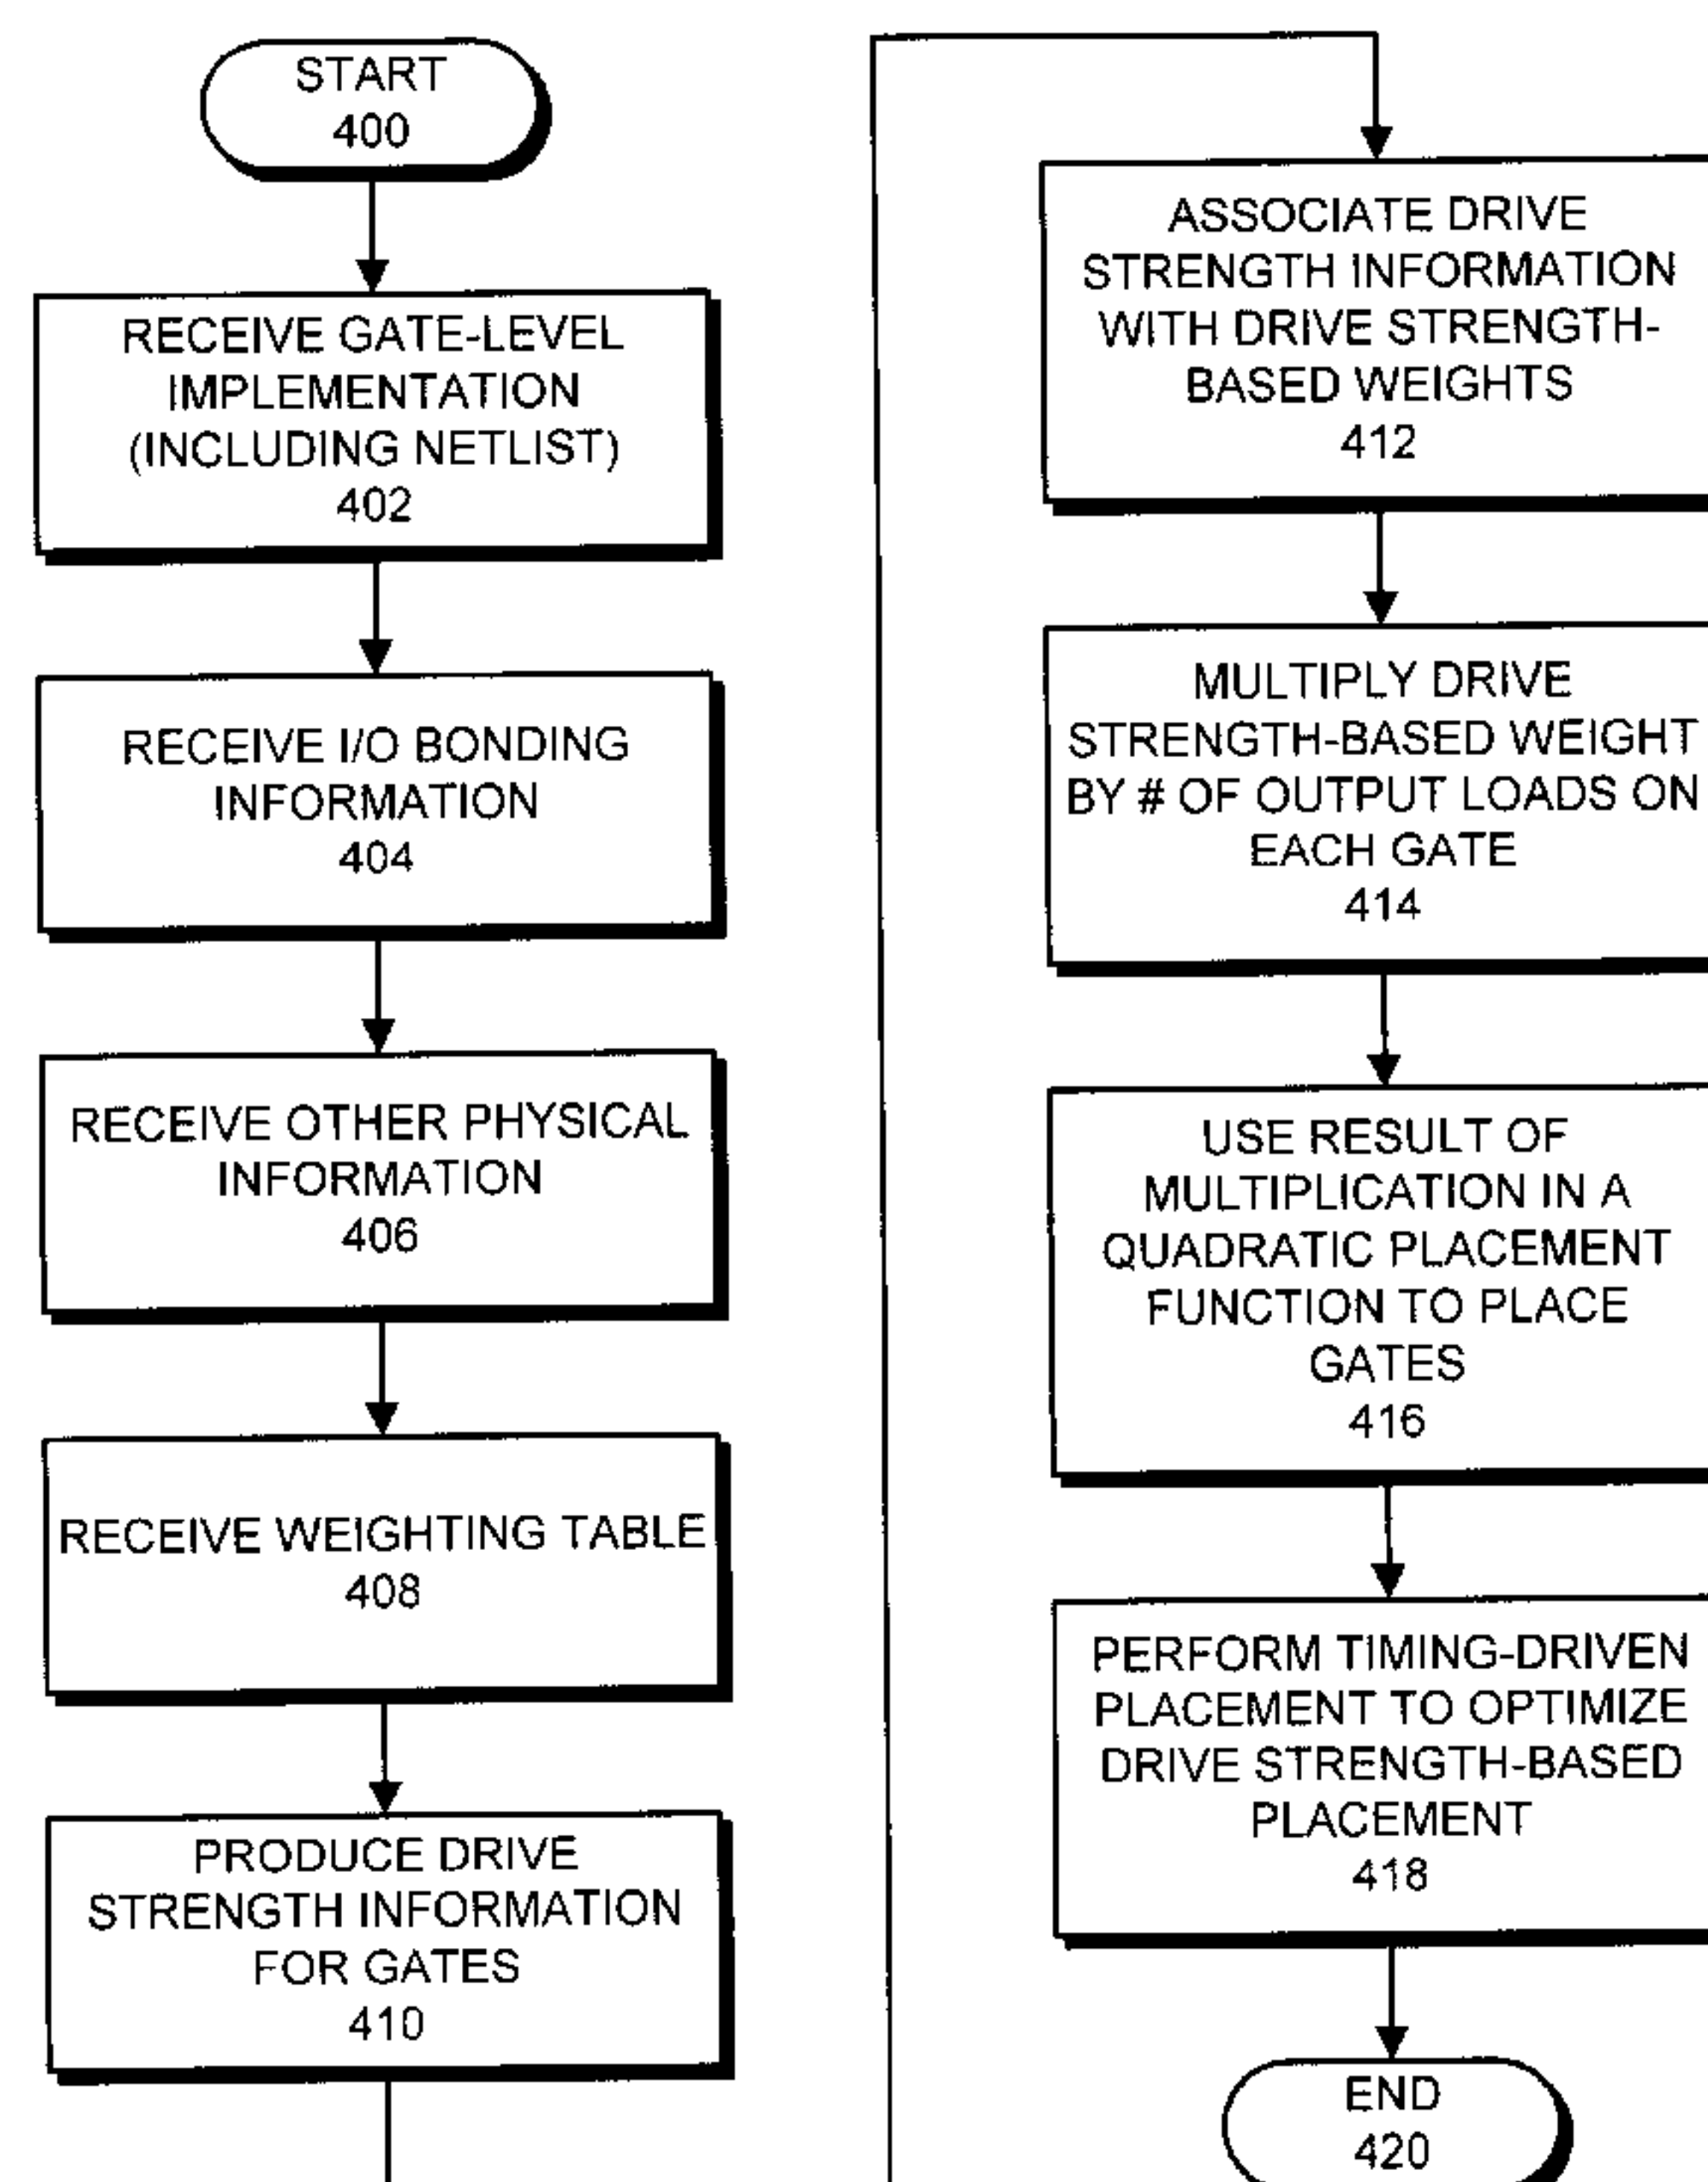 START
400
RECEIVE GATE-LEVEL
IMPLEMENTATION
(INCLUDING NETLIST)
402
RECEIVE I/O BONDING
INFORMATION
404
RECEIVE OTHER PHYSICAL
INFORMATION
406
RECEIVE WEIGHTING TABLE
408
PRODUCE DRIVE
STRENGTH INFORMATION
FOR GATES
410
ASSOCIATE DRIVE
STRENGTH INFORMATION
WITH DRIVE STRENGTH-
BASED WEIGHTS
412
MULTIPLY DRIVE
STRENGTH-BASED WEIGHT
BY # OF OUTPUT LOADS ON
EACH GATE
414
USE RESULT OF
MULTIPLICATION IN A
QUADRATIC PLACEMENT
FUNCTION TO PLACE
GATES
416
PERFORM TIMING-DRIVEN
PLACEMENT TO OPTIMIZE
DRIVE STRENGTH-BASED
PLACEMENT
418
END
420